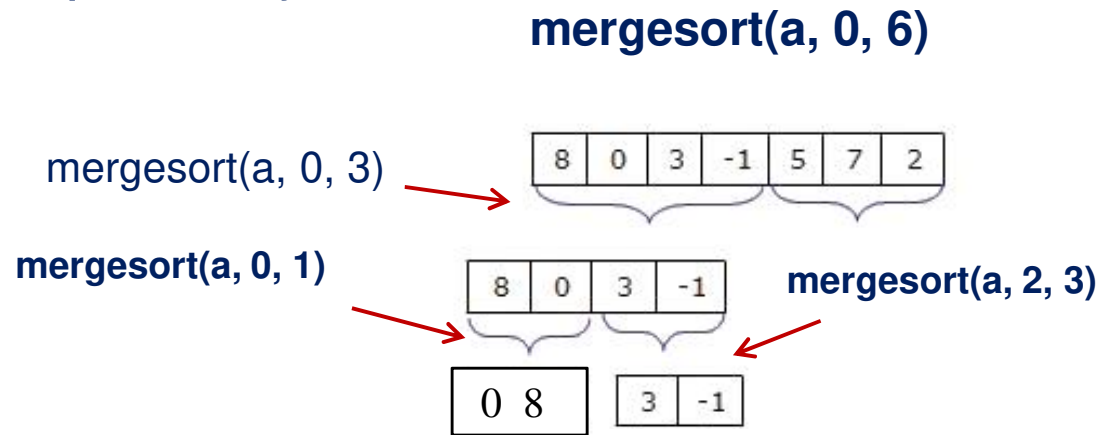 mergesort(a, 0, 6)
8 0 3 -1 5 7 2
mergesort(a, 0, 3)
mergesort(a, 0, 1)
8 0 3 -1
mergesort(a, 2, 3)
0 8
3 -1